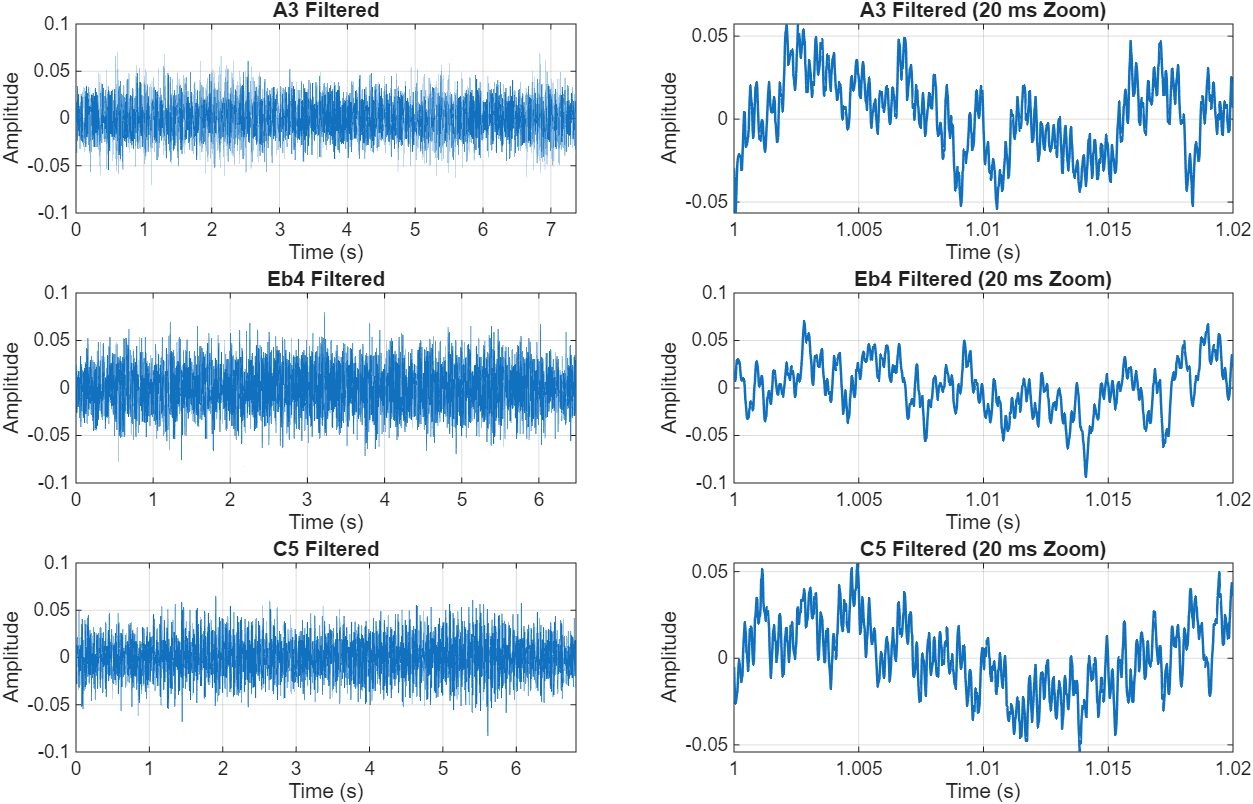 A3 Filtered
0.1
0.05
0
-0.05
-0.1
Amplitude
0 1 2 3 4 5 6 7
Time (s)
A3 Filtered (20 ms Zoom)
0.05
0
-0.05
Amplitude
1 1.005 1.01 1.015 1.02
Time (s)
Eb4 Filtered
0.1
0.05
0
-0.05
-0.1
Amplitude
0 1 2 3 4 5 6
Time (s)
Eb4 Filtered (20 ms Zoom)
0.1
0.05
0
-0.05
-0.1
Amplitude
1 1.005 1.01 1.015 1.02
Time (s)
C5 Filtered
0.1
0.05
0
-0.05
-0.1
Amplitude
0 1 2 3 4 5 6
Time (s)
C5 Filtered (20 ms Zoom)
0.05
0
-0.05
Amplitude
1 1.005 1.01 1.015 1.02
Time (s)